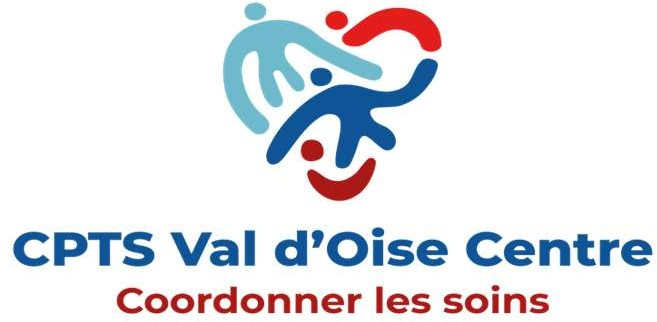 CPTS Val d’Oise Centre
Coordonner les soins